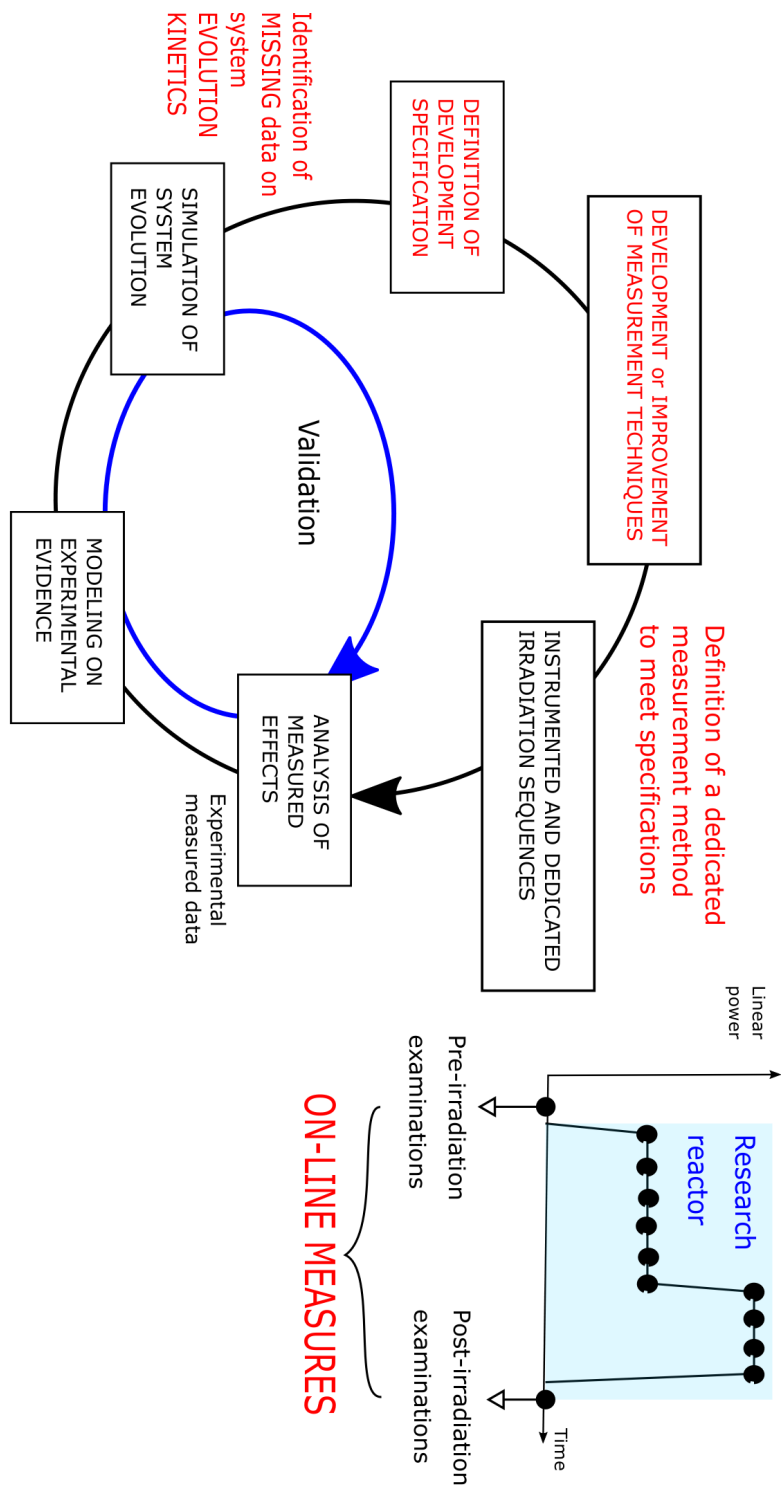 DEVELOPMENT or IMPROVEMENT
OF MEASUREMENT TECHNIQUES
Definition of a dedicated
measurement method
to meet specifications
DEFINITION OF
DEVELOPMENT
SPECIFICATION
INSTRUMENTED AND DEDICATED
IRRADIATION SEQUENCES
Identification of
MISSING data on
system
EVOLUTION
KINETICS
Validation
SIMULATION OF
SYSTEM
EVOLUTION
ANALYSIS OF
MEASURED
EFFECTS
Experimental
measured data
MODELING ON
EXPERIMENTAL
EVIDENCE
Linear
power
Research
reactor
Time
Pre-irradiation
examinations
Post-irradiation
examinations
ON-LINE MEASURES